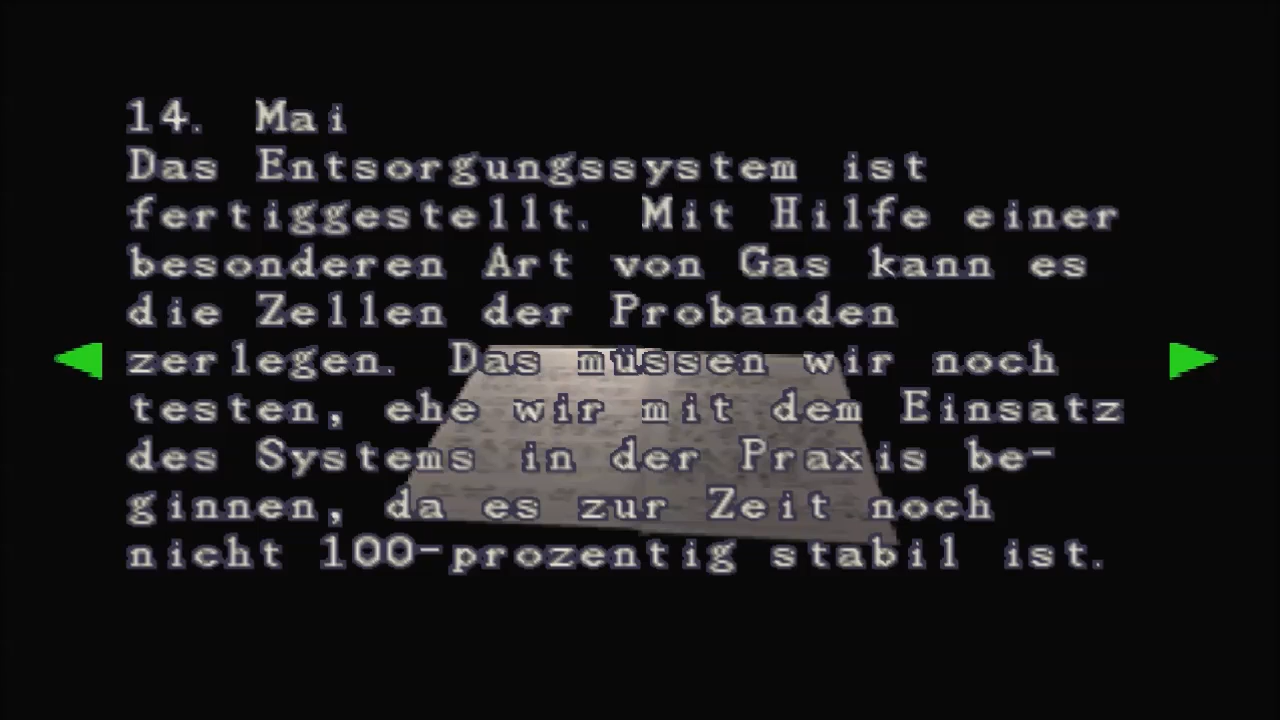 14. Mai
Das Entsorgungssystem ist
fertiggestellt. Mit Hilfe einer
besonderen Art von Gas kann es
die Zellen der Probanden
zerlegen. Das müssen wir noch
testen, ehe wir mit dem Einsatz
des Systems in der Praxis be-
ginnen, da es zur Zeit noch
nicht 100-prozentig stabil ist.